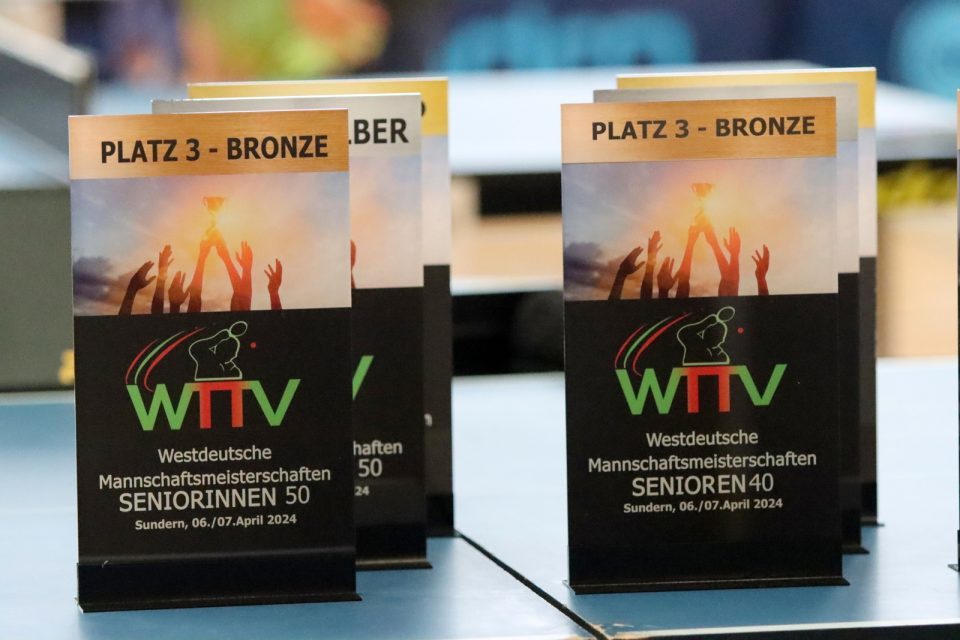 PLATZ 3 - BRONZE
WTTV
Westdeutsche
Mannschaftsmeisterschaften
SENIORINNEN 50
Sundern, 06./07.April 2024
LBER
haften
50
24
PLATZ 3 - BRONZE
WTTV
Westdeutsche
Mannschaftsmeisterschaften
SENIOREN 40
Sundern, 06./07.April 2024